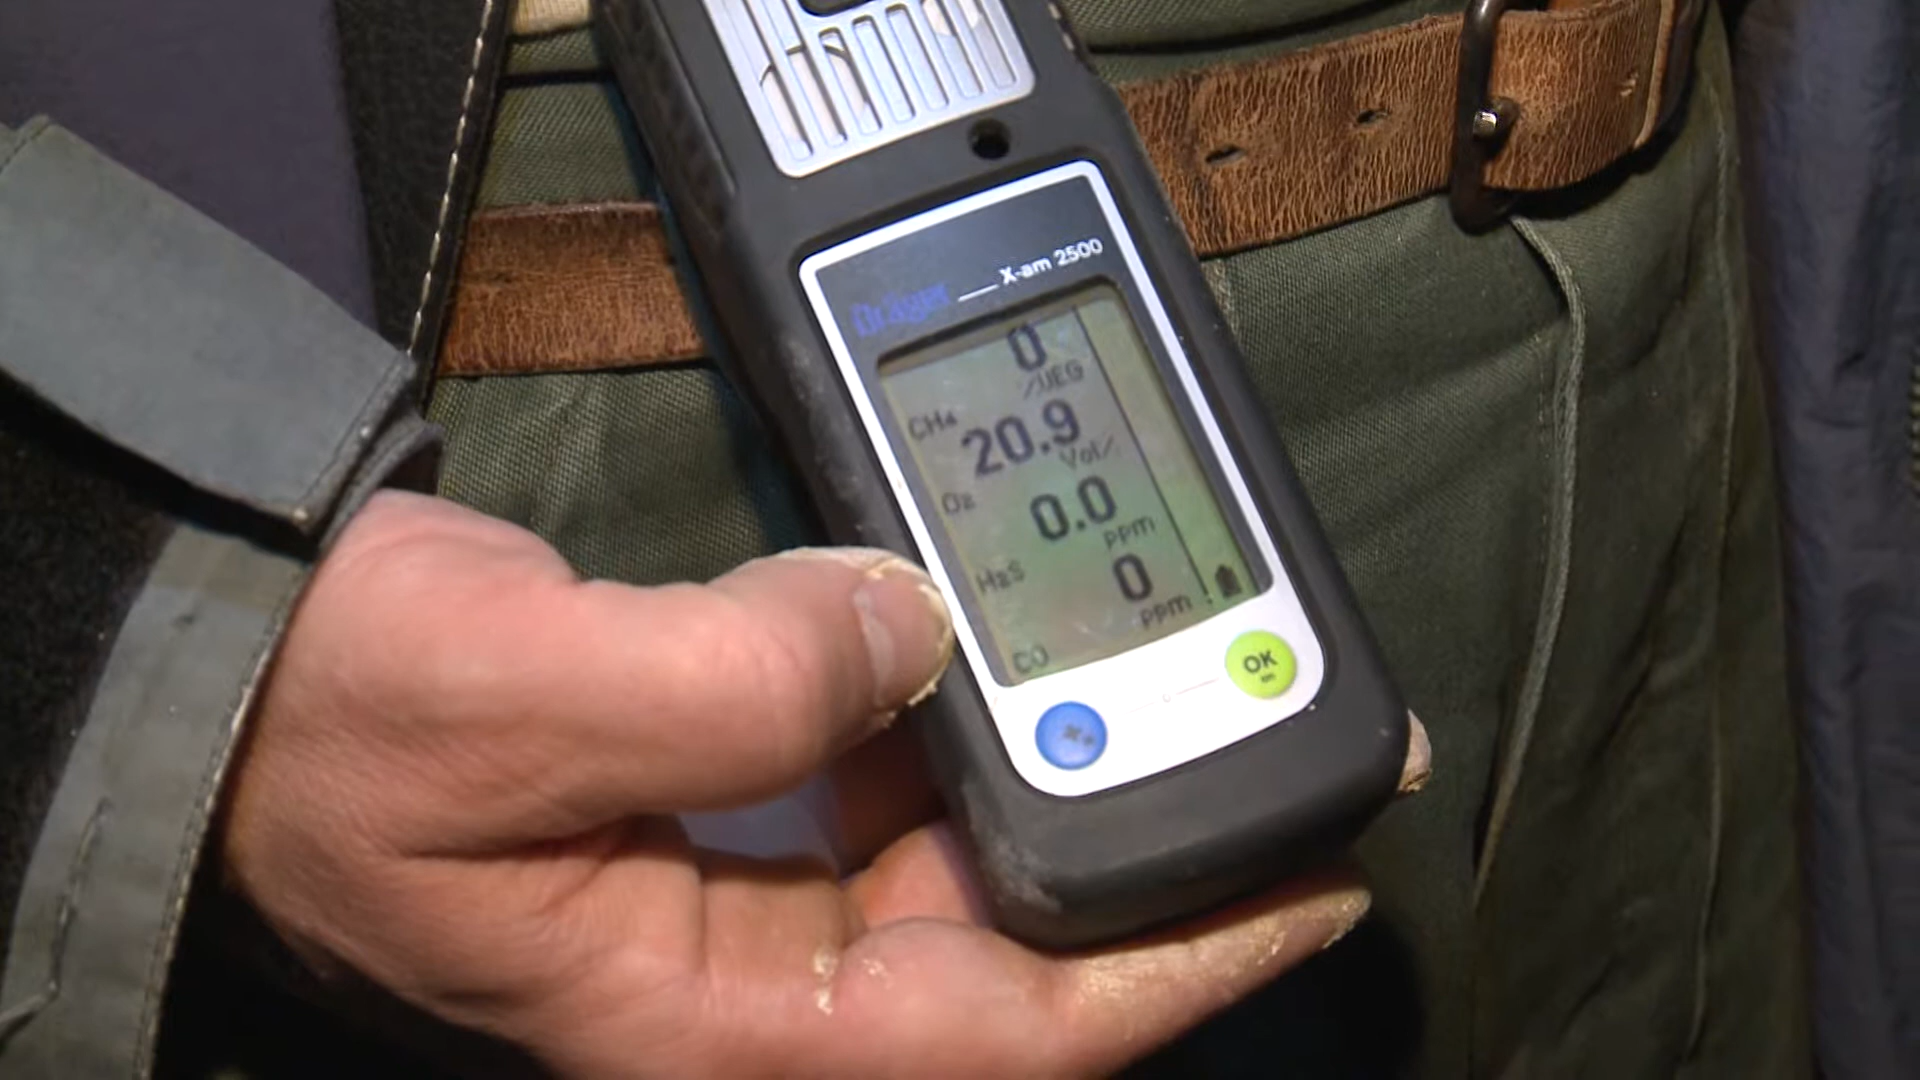 Dräger X-am 2500
0
%UEG
CH4
20.9
Vol%
O2
0.0
ppm
H2S
0
ppm
CO
OK